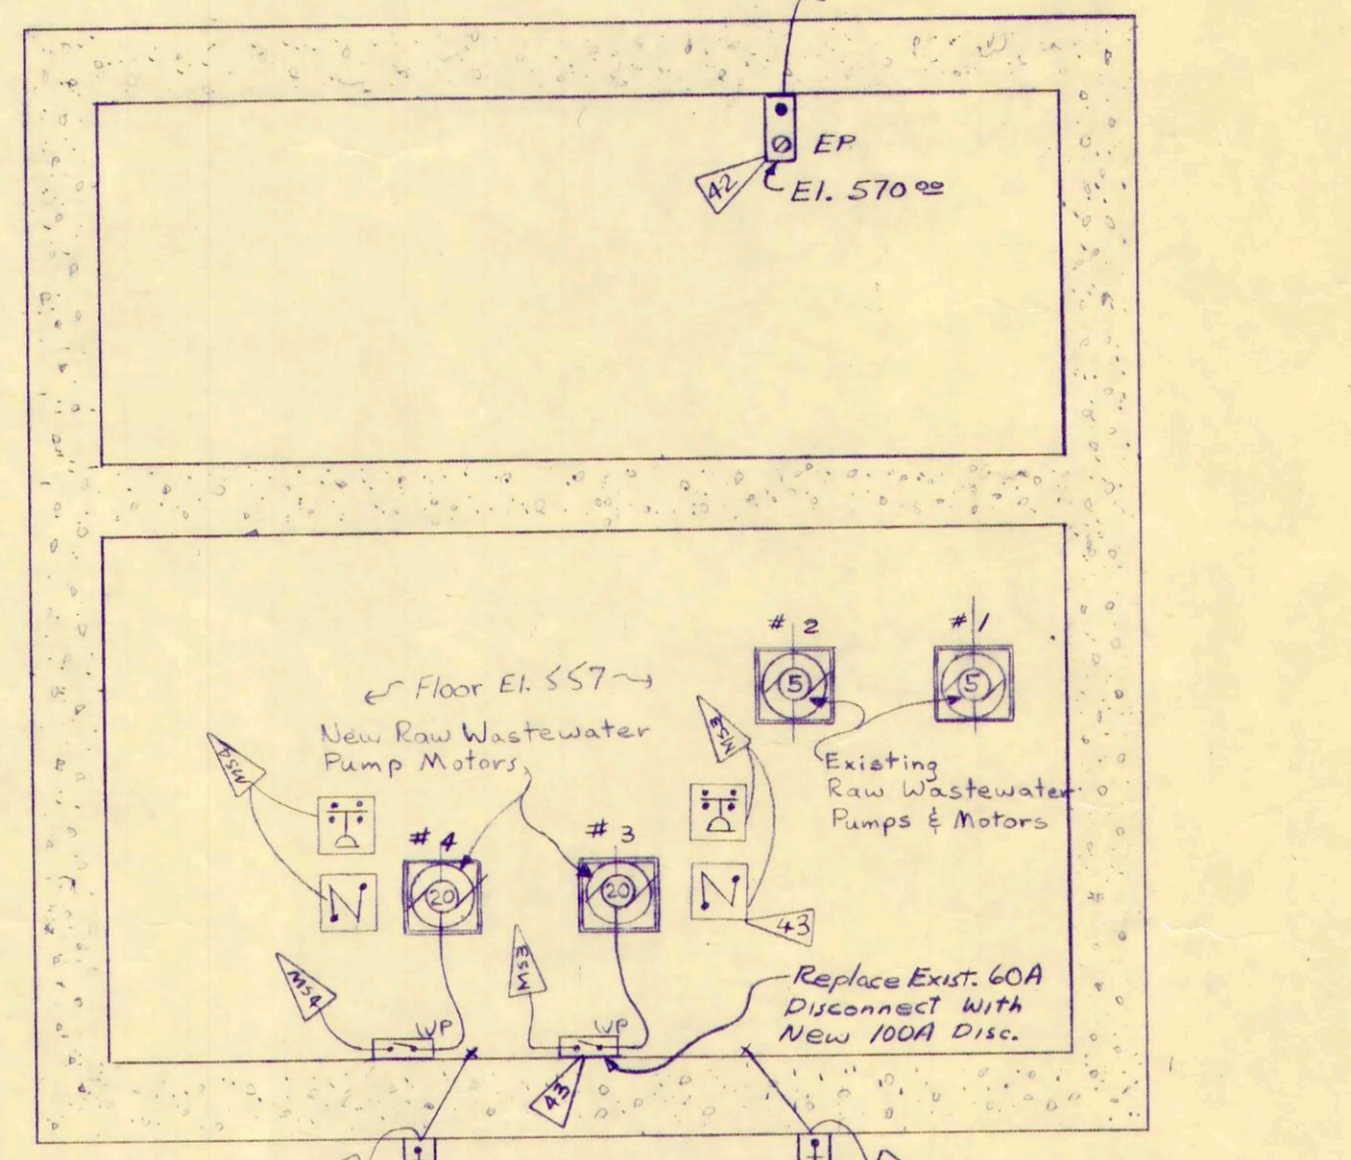 EP
El. 570 00
42
# 2
# 1
5
5
← Floor El. 557 →
New Raw Wastewater
Pump Motors
MS4
MS3
Existing
Raw Wastewater
Pumps & Motors
# 4
# 3
20
20
N
N
43
MS4
MS3
WP
WP
Replace Exist. 60A
Disconnect with
New 100A Disc.
43